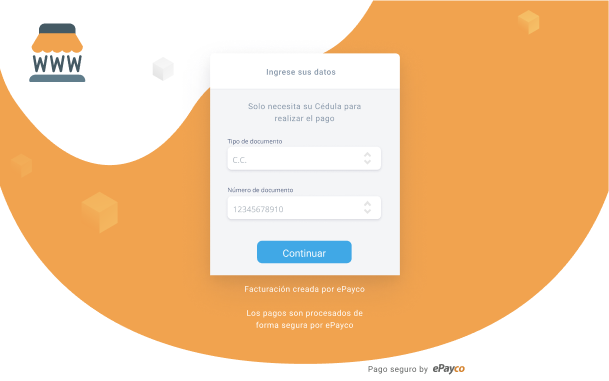 WWW
Ingrese sus datos
Solo necesita su Cédula para
realizar el pago
Tipo de documento
C.C.
Número de documento
12345678910
Continuar
Facturación creada por ePayco
Los pagos son procesados de
forma segura por ePayco
Pago seguro by ePayco